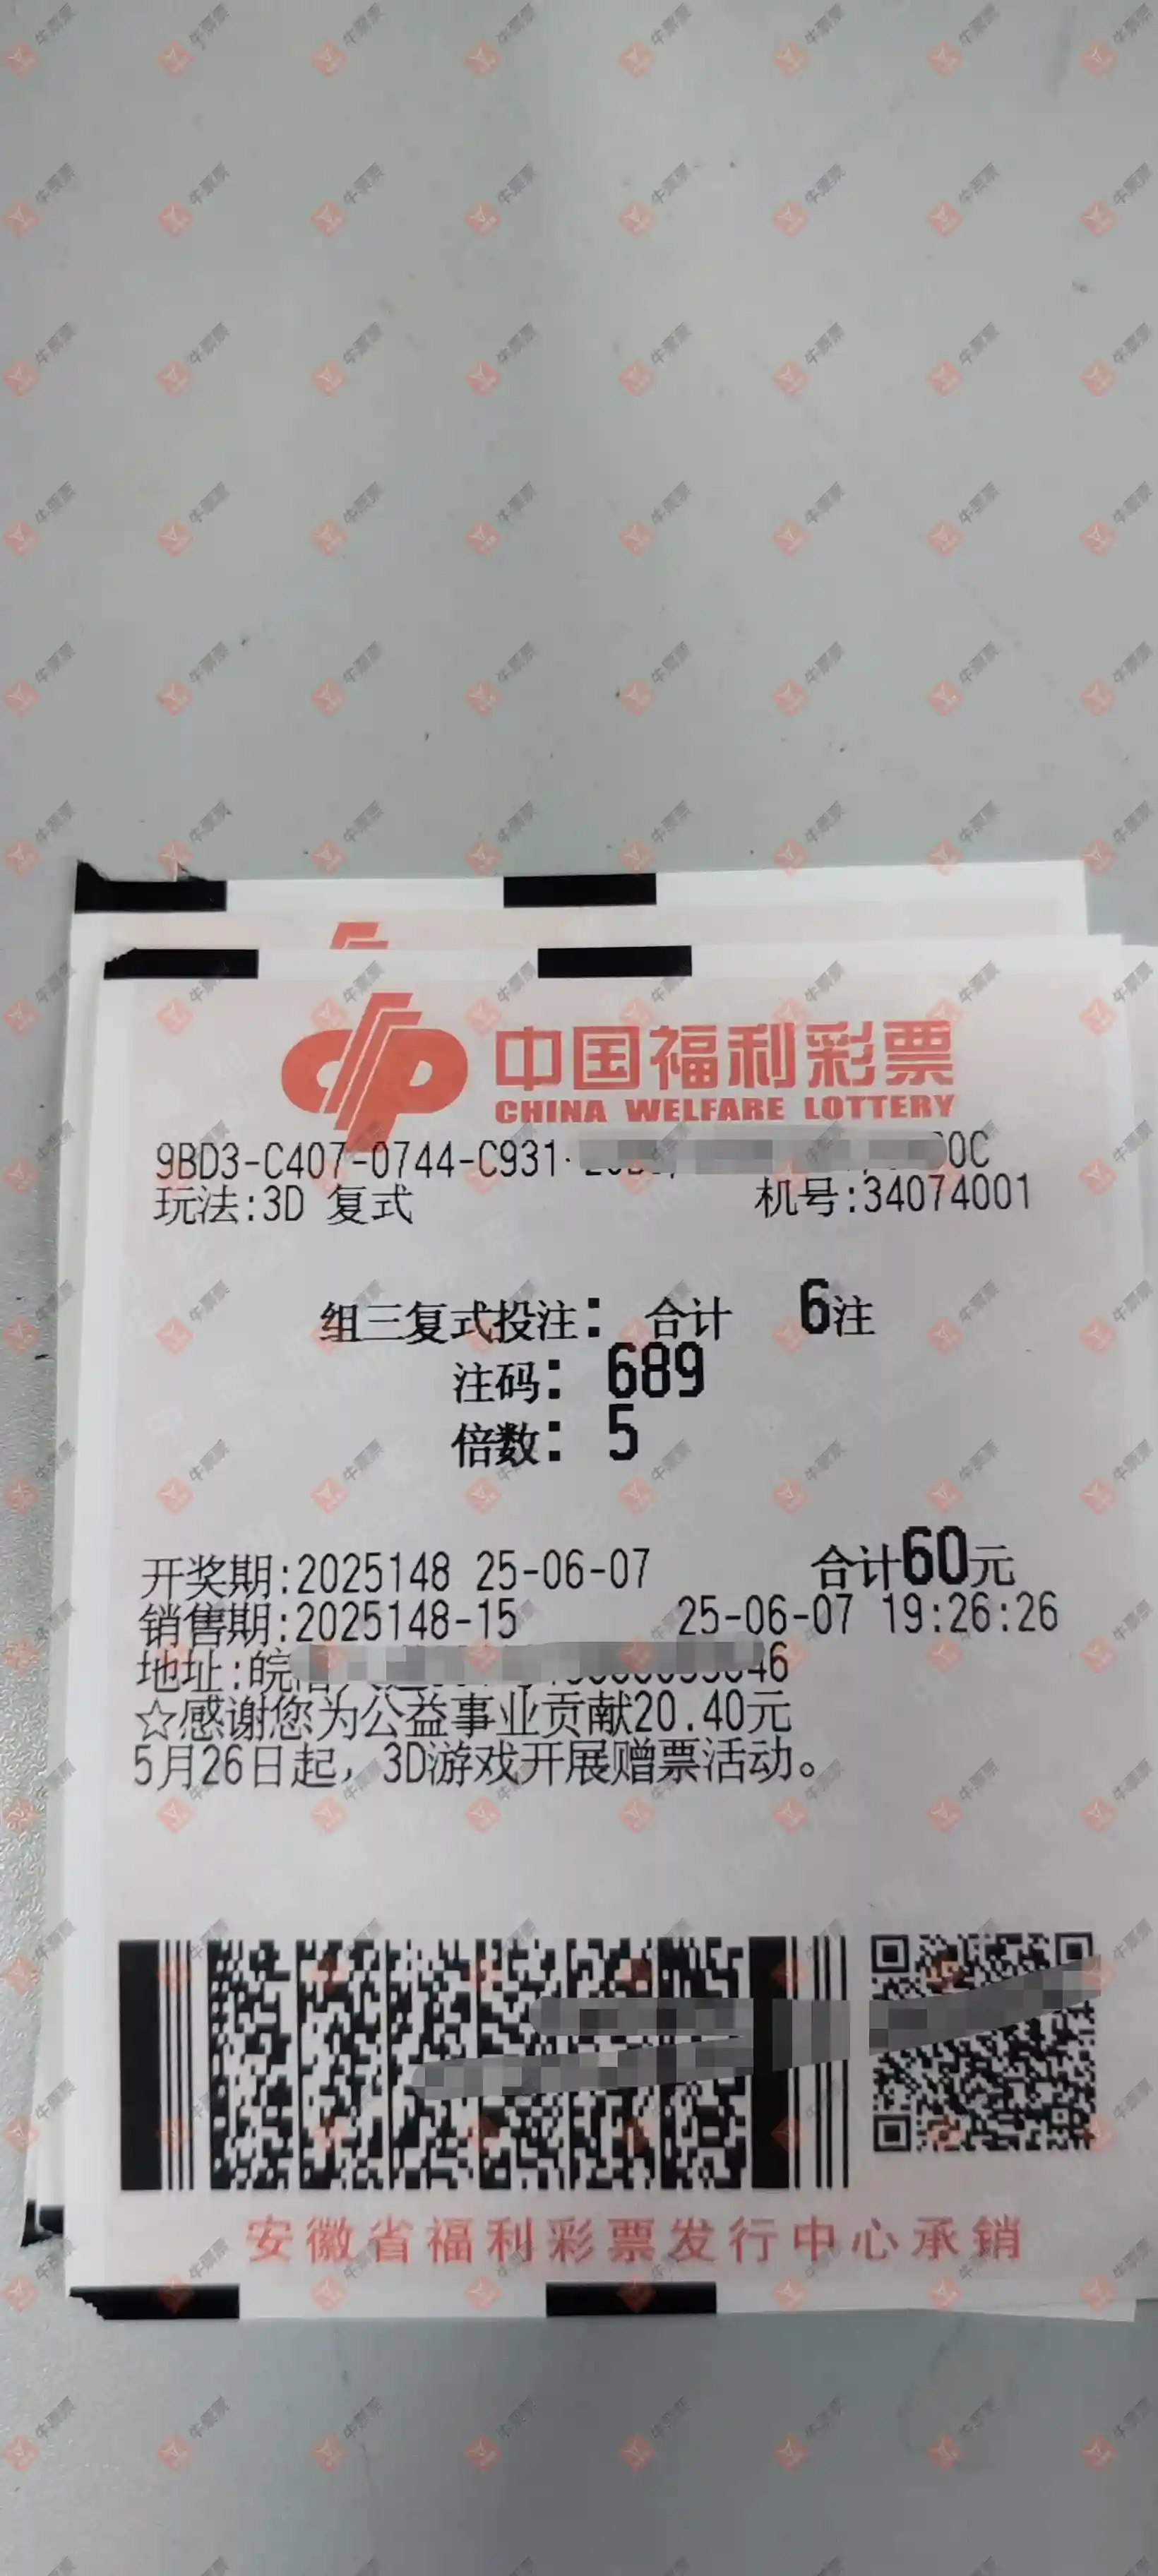 中国福利彩票
CHINA WELFARE LOTTERY
9BD3-C407-0744-C931- 0C
玩法:3D 复式 机号:34074001
组三复式投注: 合计 6注
注码: 689
倍数: 5
开奖期:2025148 25-06-07 合计60元
销售期:2025148-15 25-06-07 19:26:26
地址:皖 46
☆感谢您为公益事业贡献20.40元
5月26日起, 3D游戏开展赠票活动。
安徽省福利彩票发行中心承销
牛票票